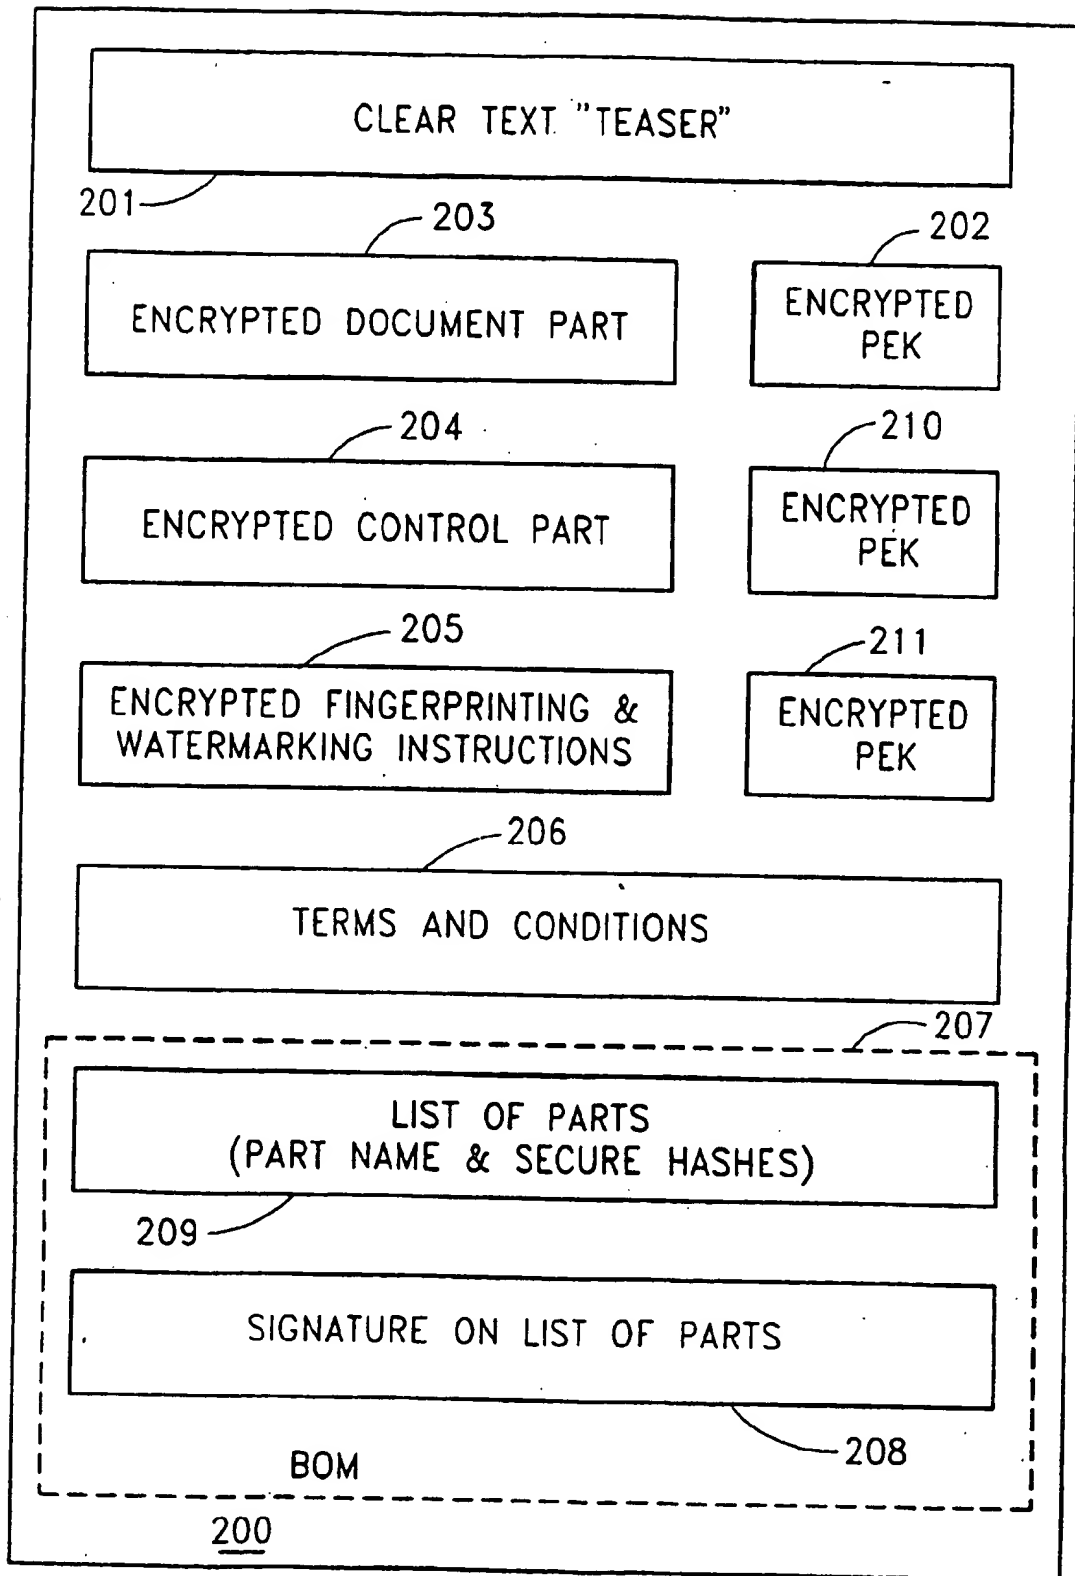 CLEAR TEXT "TEASER"
201
203
202
ENCRYPTED DOCUMENT PART
ENCRYPTED
PEK
204
210
ENCRYPTED CONTROL PART
ENCRYPTED
PEK
205
211
ENCRYPTED FINGERPRINTING &
WATERMARKING INSTRUCTIONS
ENCRYPTED
PEK
206
TERMS AND CONDITIONS
207
LIST OF PARTS
(PART NAME & SECURE HASHES)
209
SIGNATURE ON LIST OF PARTS
208
BOM
200